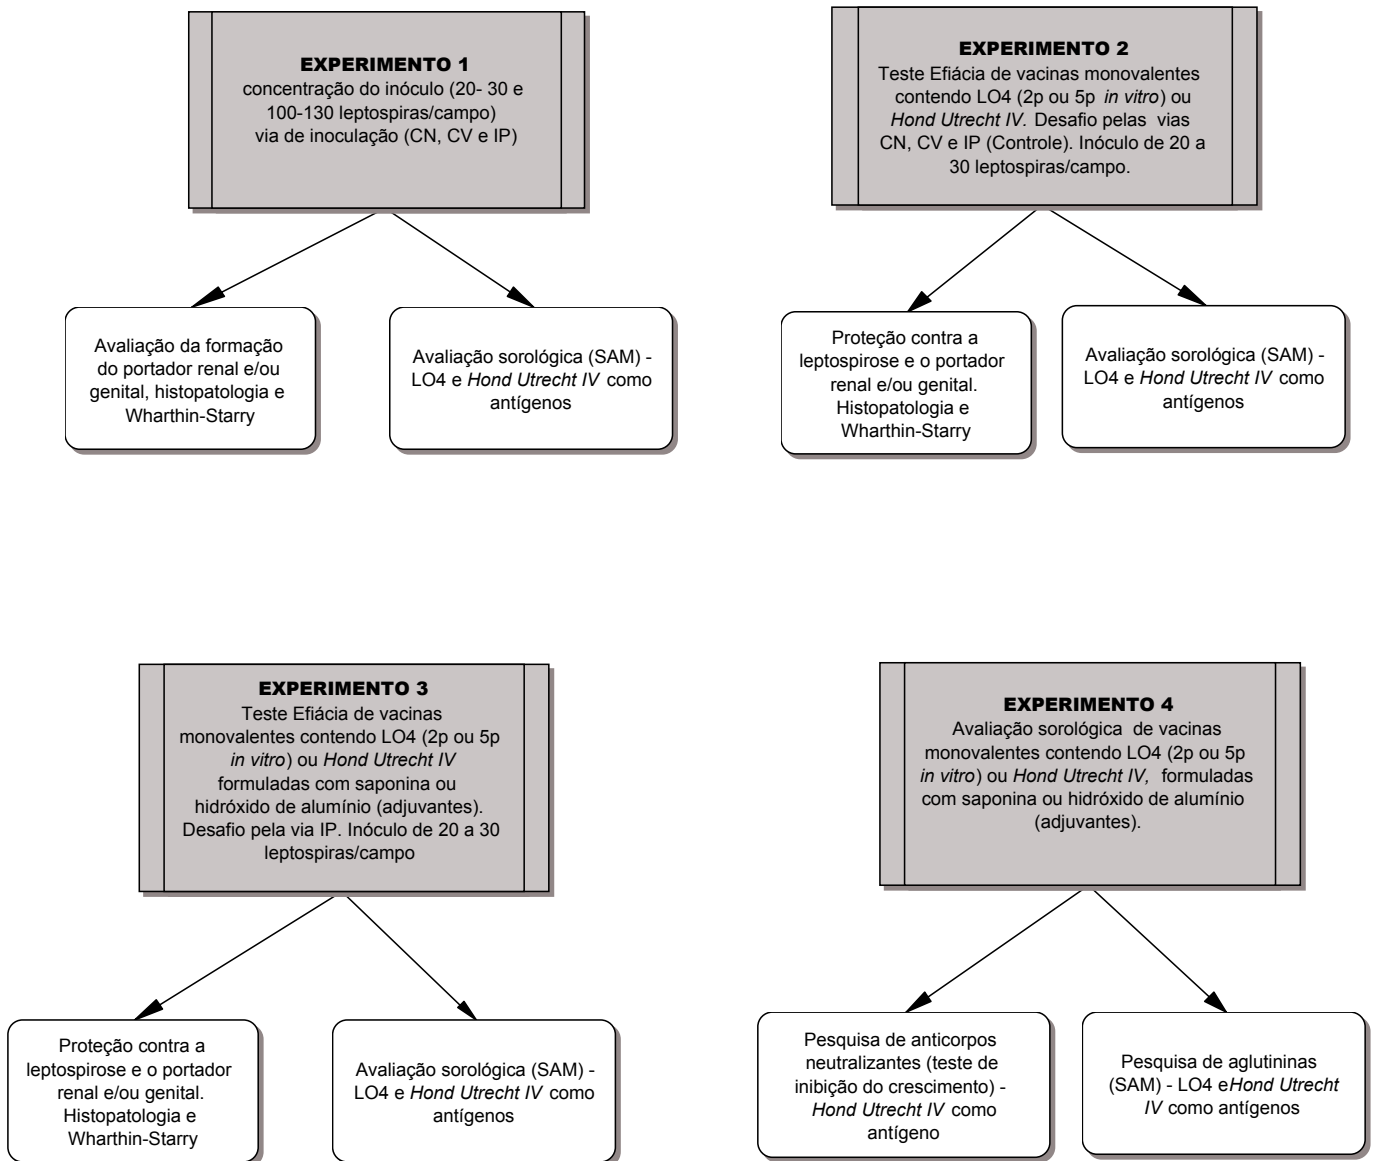 EXPERIMENTO 1
concentração do inóculo (20- 30 e
100-130 leptospiras/campo)
via de inoculação (CN, CV e IP)
Avaliação da formação
do portador renal e/ou
genital, histopatologia e
Wharthin-Starry
Avaliação sorológica (SAM) -
LO4 e Hond Utrecht IV como
antígenos
EXPERIMENTO 2
Teste Efiácia de vacinas monovalentes
contendo LO4 (2p ou 5p in vitro) ou
Hond Utrecht IV. Desafio pelas vias
CN, CV e IP (Controle). Inóculo de 20 a
30 leptospiras/campo.
Proteção contra a
leptospirose e o portador
renal e/ou genital.
Histopatologia e
Wharthin-Starry
Avaliação sorológica (SAM) -
LO4 e Hond Utrecht IV como
antígenos
EXPERIMENTO 3
Teste Efiácia de vacinas
monovalentes contendo LO4 (2p ou 5p
in vitro) ou Hond Utrecht IV
formuladas com saponina ou
hidróxido de alumínio (adjuvantes).
Desafio pela via IP. Inóculo de 20 a 30
leptospiras/campo
Proteção contra a
leptospirose e o portador
renal e/ou genital.
Histopatologia e
Wharthin-Starry
Avaliação sorológica (SAM) -
LO4 e Hond Utrecht IV como
antígenos
EXPERIMENTO 4
Avaliação sorológica de vacinas
monovalentes contendo LO4 (2p ou 5p
in vitro) ou Hond Utrecht IV, formuladas
com saponina ou hidróxido de alumínio
(adjuvantes).
Pesquisa de anticorpos
neutralizantes (teste de
inibição do crescimento) -
Hond Utrecht IV como
antígeno
Pesquisa de aglutininas
(SAM) - LO4 eHond Utrecht
IV como antígenos